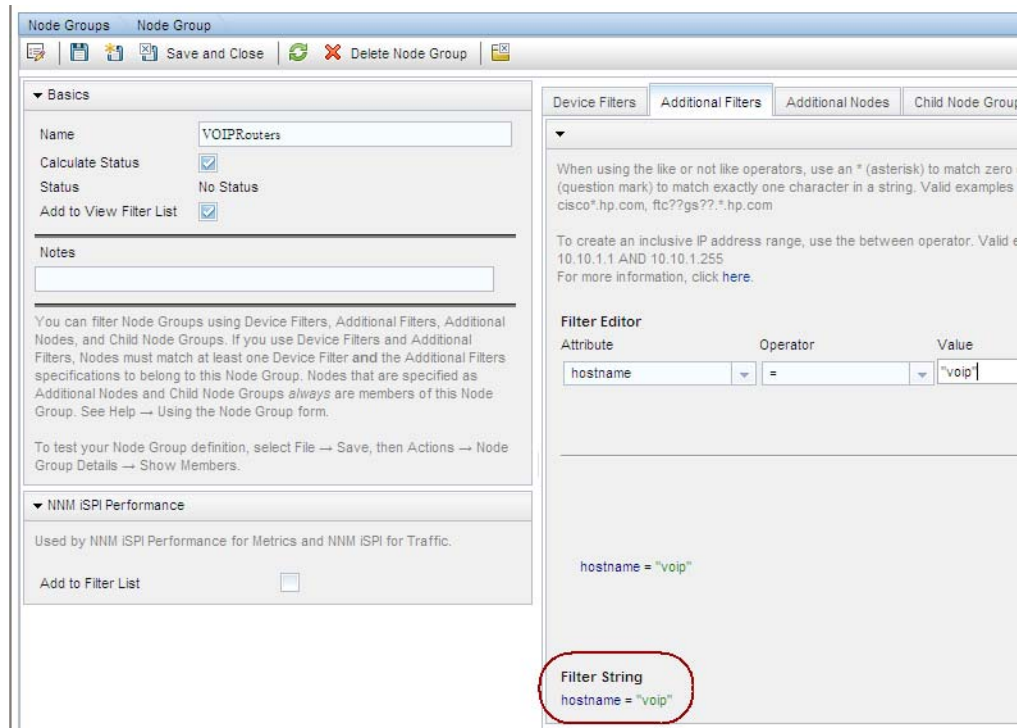 Node Groups Node Group
Save and Close Delete Node Group
Basics
Name VOIPRouters
Calculate Status
Status No Status
Add to View Filter List
Notes
You can filter Node Groups using Device Filters, Additional Filters, Additional
Nodes, and Child Node Groups. If you use Device Filters and Additional
Filters, Nodes must match at least one Device Filter and the Additional Filters
specifications to belong to this Node Group. Nodes that are specified as
Additional Nodes and Child Node Groups always are members of this Node
Group. See Help → Using the Node Group form.
To test your Node Group definition, select File → Save, then Actions → Node
Group Details → Show Members.
NNM iSPI Performance
Used by NNM iSPI Performance for Metrics and NNM iSPI for Traffic.
Add to Filter List
Device Filters Additional Filters Additional Nodes Child Node Group
When using the like or not like operators, use an * (asterisk) to match zero
(question mark) to match exactly one character in a string. Valid examples
cisco*.hp.com, ftc??gs??.*.hp.com
To create an inclusive IP address range, use the between operator. Valid e
10.10.1.1 AND 10.10.1.255
For more information, click here.
Filter Editor
Attribute Operator Value
hostname = "voip"
hostname = "voip"
Filter String
hostname = "voip"